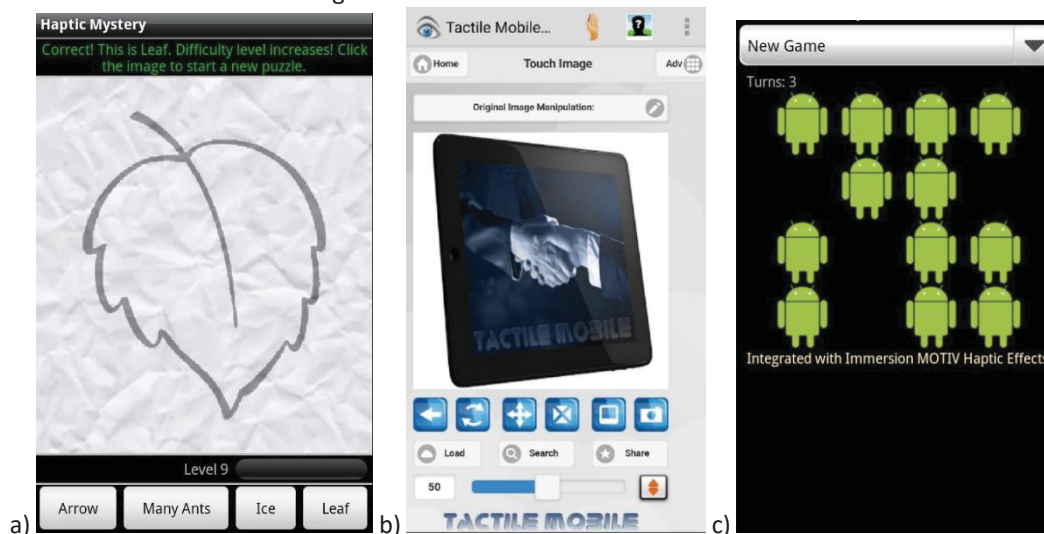 Haptic Mystery
Correct! This is Leaf. Difficulty level increases! Click
the image to start a new puzzle.
Level 9
Arrow Many Ants Ice Leaf
a)
Tactile Mobile...
Home Touch Image Adv
Original Image Manipulation:
TACTILE MOBILE
Load Search Share
50
TACTILE MOBILE
b)
New Game
Turns: 3
Integrated with Immersion MOTIV Haptic Effects
c)